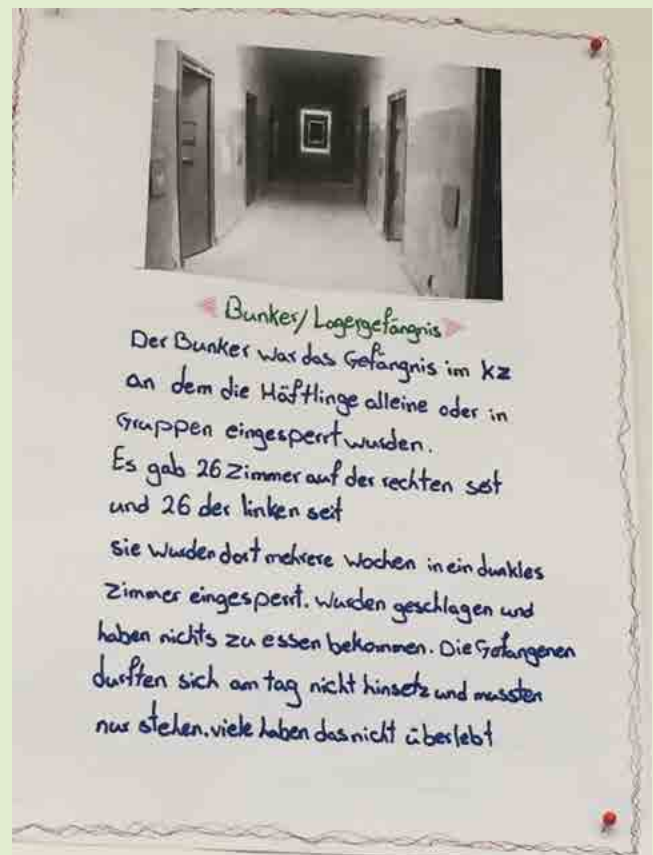 Bunker/Lagergefängnis
Der Bunker war das Gefängnis im KZ
an dem die Häftlinge alleine oder in
Gruppen eingesperrt wurden.
Es gab 26 Zimmer auf der rechten seit
und 26 der linken seit
sie wurden dort mehrere Wochen in ein dunkles
Zimmer eingesperrt. Wurden geschlagen und
haben nichts zu essen bekommen. Die Gefangenen
durften sich am tag nicht hinsetz und mussten
nur stehen. viele haben das nicht überlebt